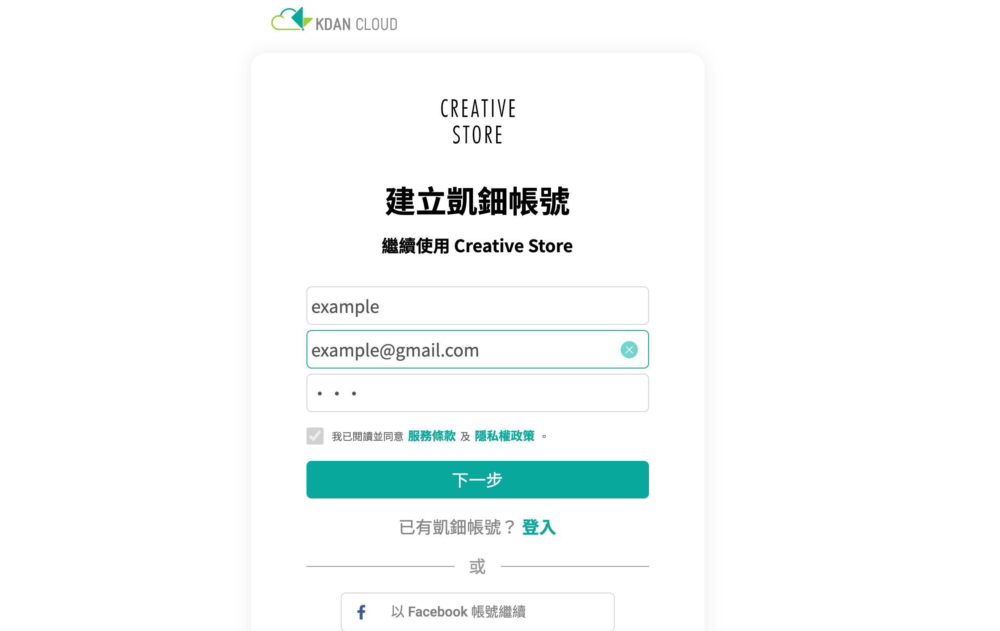 KDAN CLOUD
CREATIVE
STORE
建立凱鈿帳號
繼續使用 Creative Store
example
example@gmail.com
•••
我已閱讀並同意 服務條款 及 隱私權政策 。
下一步
已有凱鈿帳號？ 登入
或
以 Facebook 帳號繼續